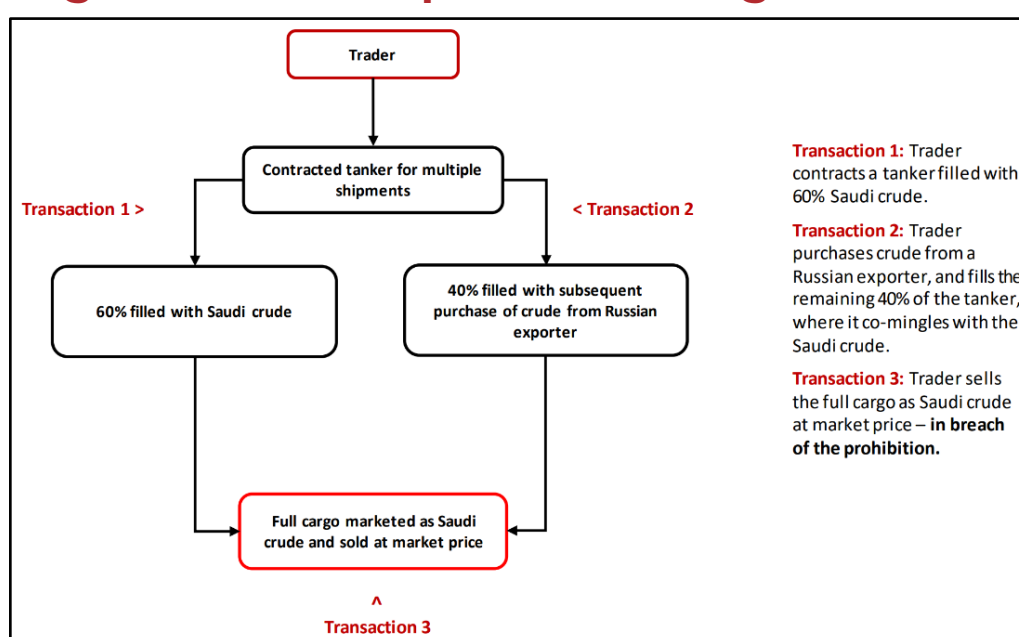 Trader
Contracted tanker for multiple
shipments
Transaction 1 >
< Transaction 2
60% filled with Saudi crude
40% filled with subsequent
purchase of crude from Russian
exporter
Full cargo marketed as Saudi
crude and sold at market price
^
Transaction 3
Transaction 1: Trader
contracts a tanker filled with
60% Saudi crude.
Transaction 2: Trader
purchases crude from a
Russian exporter, and fills the
remaining 40% of the tanker,
where it co-mingles with the
Saudi crude.
Transaction 3: Trader sells
the full cargo as Saudi crude
at market price – in breach
of the prohibition.